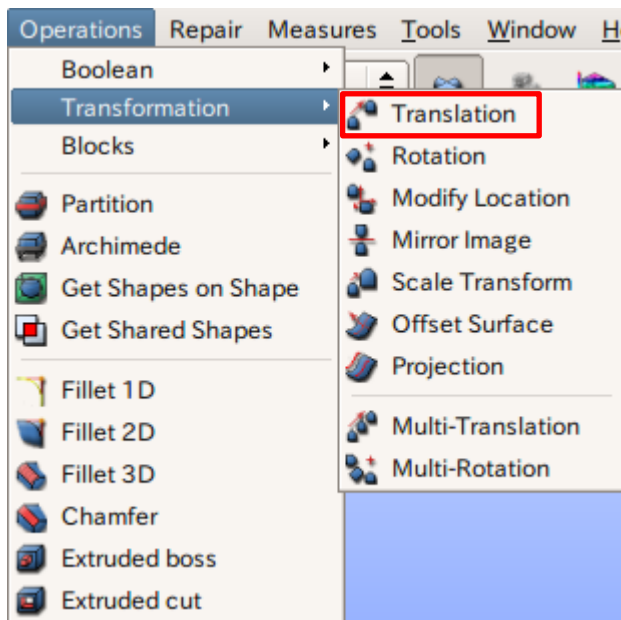 Operations Repair Measures Tools Window
Boolean
Transformation
Blocks
Partition
Archimede
Get Shapes on Shape
Get Shared Shapes
Fillet 1D
Fillet 2D
Fillet 3D
Chamfer
Extruded boss
Extruded cut
Translation
Rotation
Modify Location
Mirror Image
Scale Transform
Offset Surface
Projection
Multi-Translation
Multi-Rotation